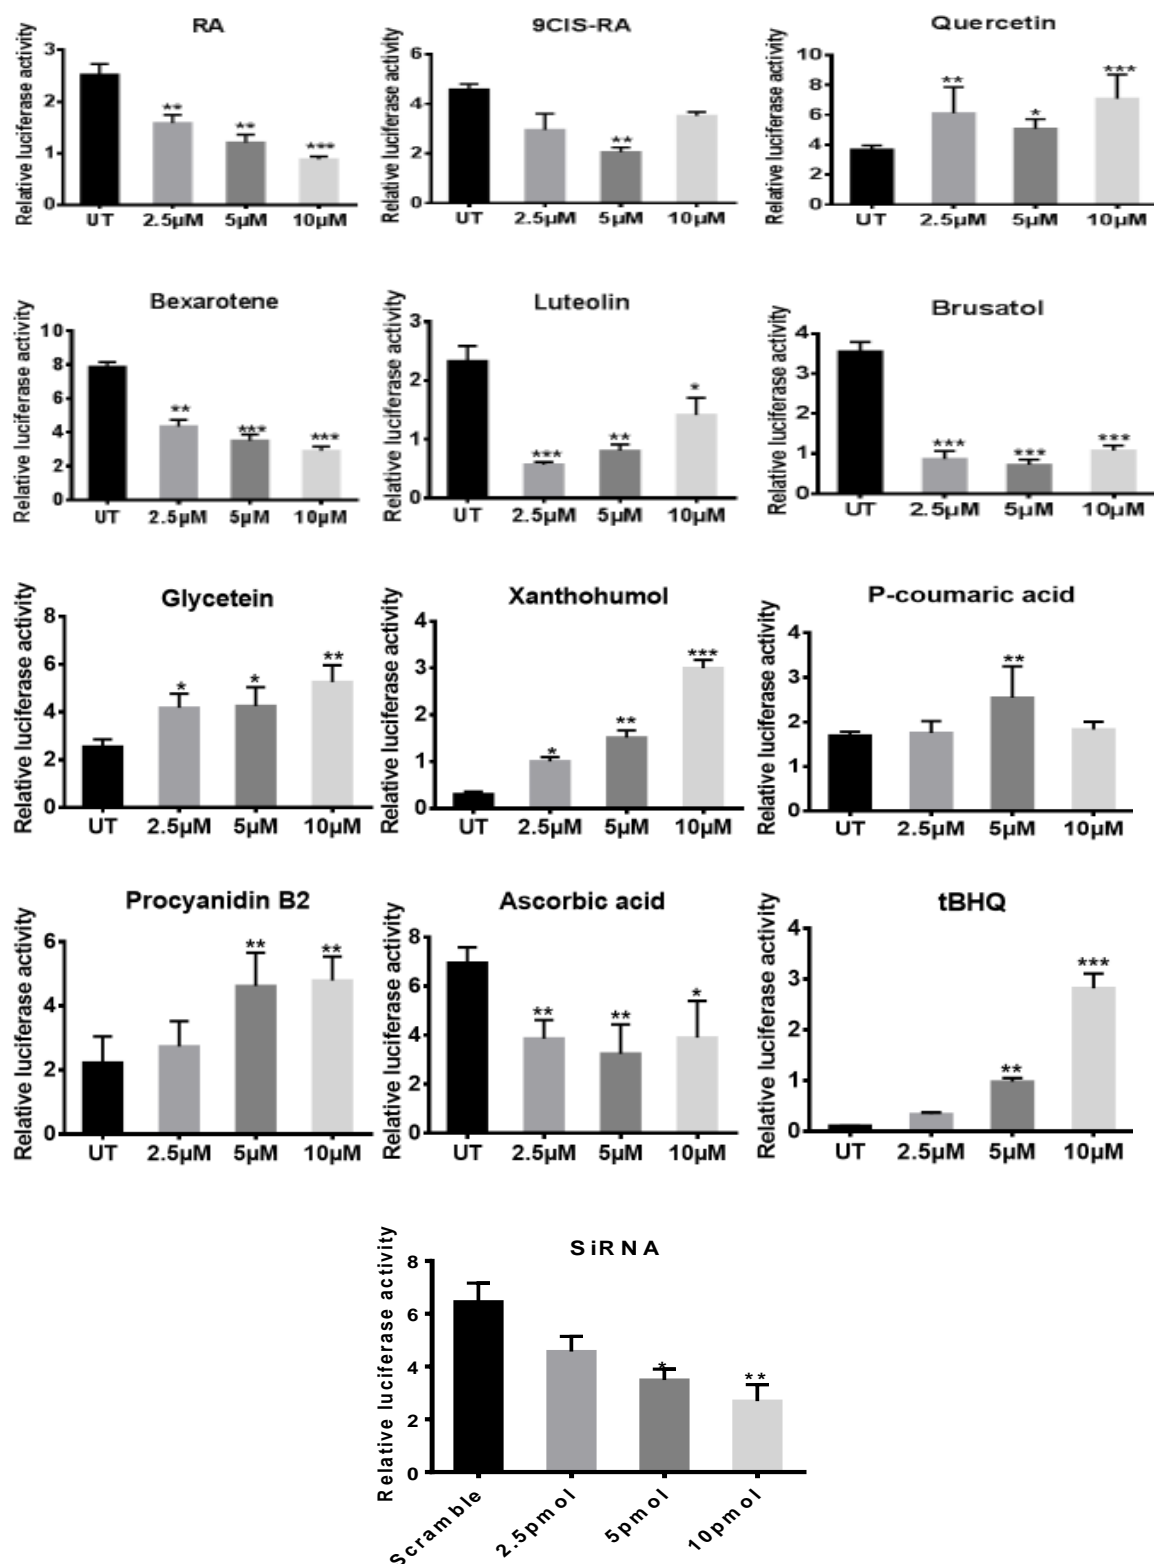 RA
Relative luciferase activity
3
2
1
0
**
**
***
UT 2.5µM 5µM 10µM
9CIS-RA
Relative luciferase activity
6
4
2
0
**
UT 2.5µM 5µM 10µM
Quercetin
Relative luciferase activity
10
8
6
4
2
0
**
*
***
UT 2.5µM 5µM 10µM
Bexarotene
Relative luciferase activity
10
8
6
4
2
0
**
***
***
UT 2.5µM 5µM 10µM
Luteolin
Relative luciferase activity
3
2
1
0
***
**
*
UT 2.5µM 5µM 10µM
Brusatol
Relative luciferase activity
4
3
2
1
0
***
***
***
UT 2.5µM 5µM 10µM
Glycetein
Relative luciferase activity
8
6
4
2
0
*
*
**
UT 2.5µM 5µM 10µM
Xanthohumol
Relative luciferase activity
4
3
2
1
0
*
**
***
UT 2.5µM 5µM 10µM
P-coumaric acid
Relative luciferase activity
4
3
2
1
0
**
UT 2.5µM 5µM 10µM
Procyanidin B2
Relative luciferase activity
6
4
2
0
**
**
UT 2.5µM 5µM 10µM
Ascorbic acid
Relative luciferase activity
8
6
4
2
0
**
**
*
UT 2.5µM 5µM 10µM
tBHQ
Relative luciferase activity
4
3
2
1
0
**
***
UT 2.5µM 5µM 10µM
SiRNA
Relative luciferase activity
8
6
4
2
0
*
**
Scramble 2.5pmol 5pmol 10pmol